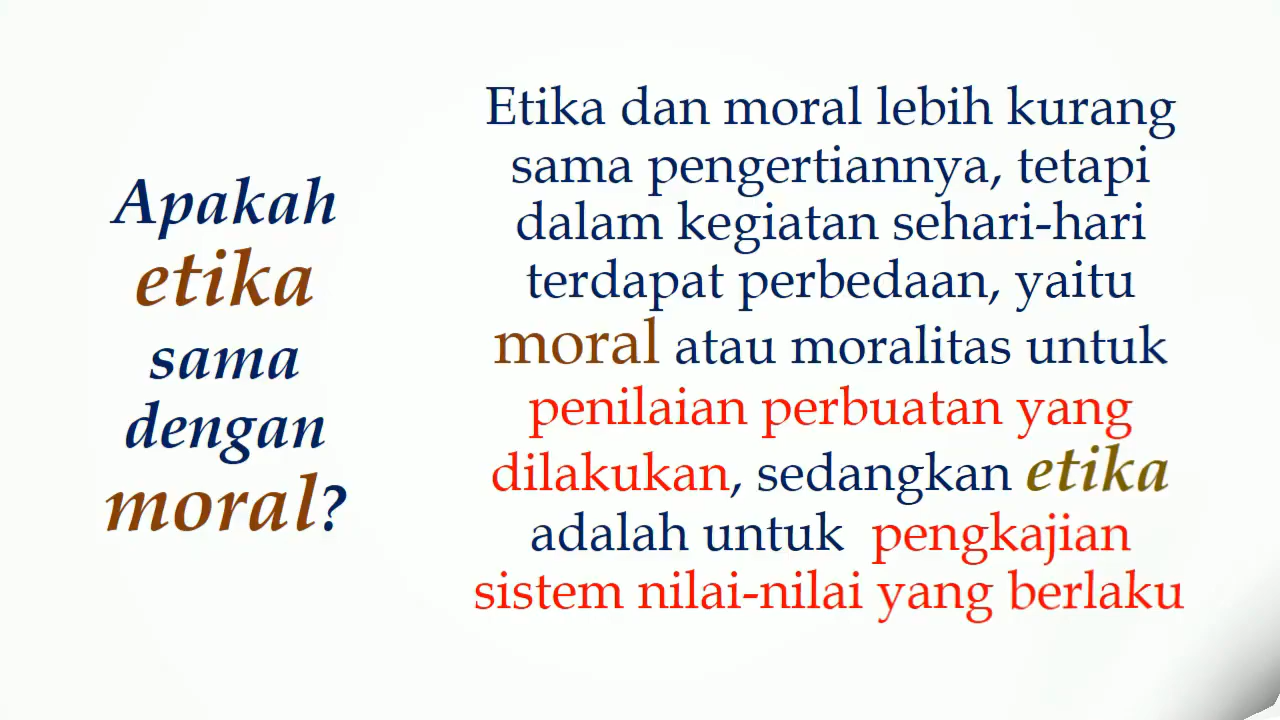 Apakah
etika
sama
dengan
moral?
Etika dan moral lebih kurang
sama pengertiannya, tetapi
dalam kegiatan sehari-hari
terdapat perbedaan, yaitu
moral atau moralitas untuk
penilaian perbuatan yang
dilakukan, sedangkan etika
adalah untuk pengkajian
sistem nilai-nilai yang berlaku